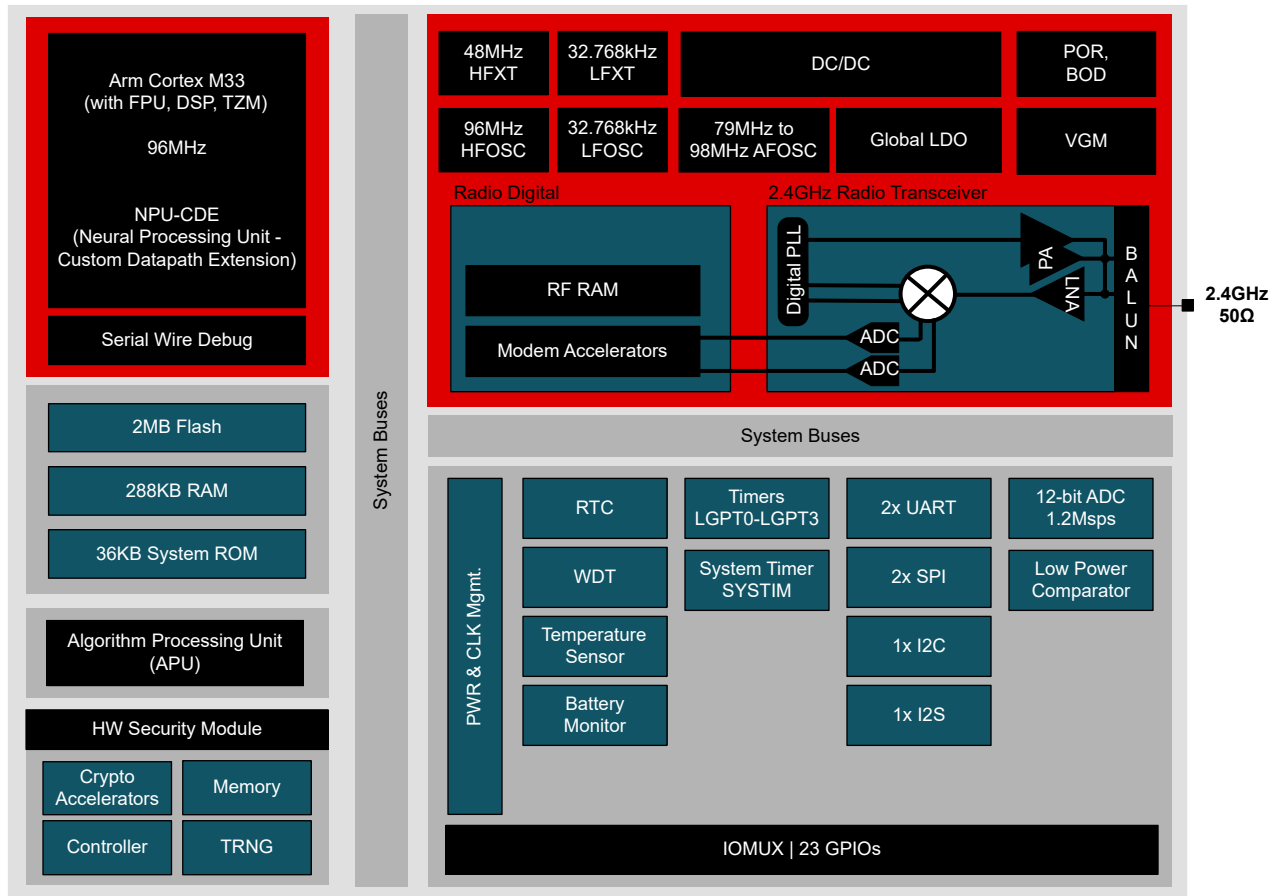 Arm Cortex M33
(with FPU, DSP, TZM)
96MHz
NPU-CDE
(Neural Processing Unit -
Custom Datapath Extension)
Serial Wire Debug
2MB Flash
288KB RAM
36KB System ROM
Algorithm Processing Unit
(APU)
HW Security Module
Crypto
Accelerators
Memory
Controller
TRNG
System Buses
48MHz
HFXT
32.768kHz
LFXT
DC/DC
POR,
BOD
96MHz
HFOSC
32.768kHz
LFOSC
79MHz to
98MHz AFOSC
Global LDO
VGM
Radio Digital
RF RAM
Modem Accelerators
2.4GHz Radio Transceiver
Digital PLL
ADC
ADC
PA
LNA
BALUN
2.4GHz
50Ω
System Buses
PWR & CLK Mgmt.
RTC
WDT
Temperature
Sensor
Battery
Monitor
Timers
LGPT0-LGPT3
System Timer
SYSTIM
2x UART
2x SPI
1x I2C
1x I2S
12-bit ADC
1.2Msps
Low Power
Comparator
IOMUX | 23 GPIOs